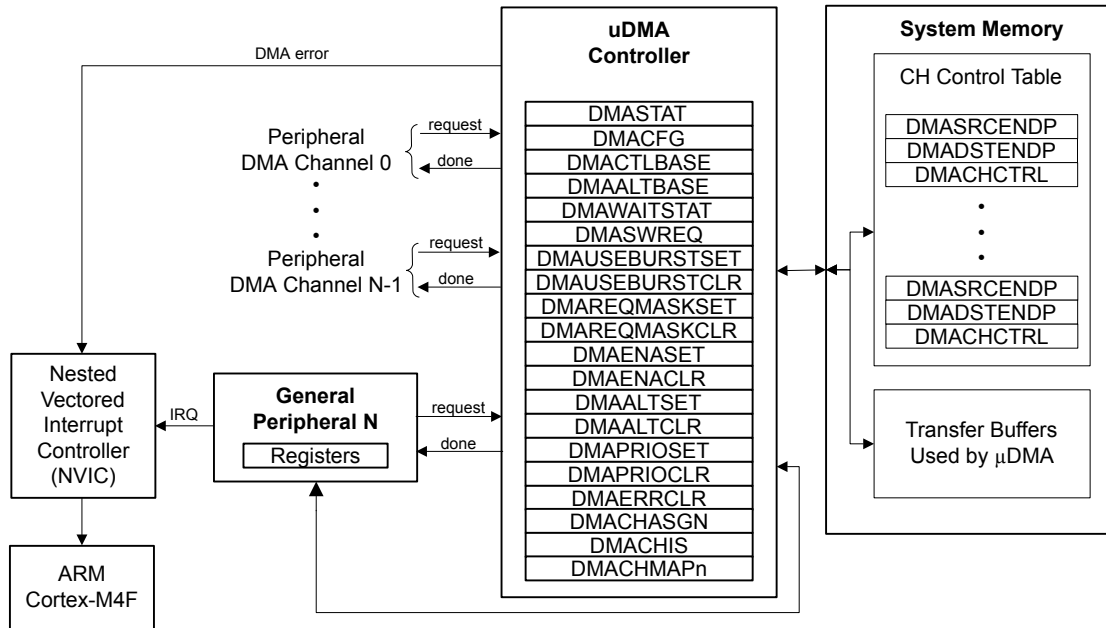 uDMA
Controller
System Memory
DMA error
CH Control Table
DMASTAT
DMACFG
DMACTLBASE
DMAALTBASE
DMAWAITSTAT
DMASWREQ
DMAUSEBURSTSET
DMAUSEBURSTCLR
DMAREQMASKSET
DMAREQMASKCLR
DMAENASET
DMAENACLR
DMAALTSET
DMAALTCLR
DMAPRIOSET
DMAPRIOCLR
DMAERRCLR
DMACHASGN
DMACHIS
DMACHMAPn
Peripheral
DMA Channel 0
request
done
•
•
•
Peripheral
DMA Channel N-1
request
done
DMASRCENDP
DMADSTENDP
DMACHCTRL
•
•
•
DMASRCENDP
DMADSTENDP
DMACHCTRL
Transfer Buffers
Used by μDMA
Nested
Vectored
Interrupt
Controller
(NVIC)
IRQ
General
Peripheral N
Registers
request
done
ARM
Cortex-M4F